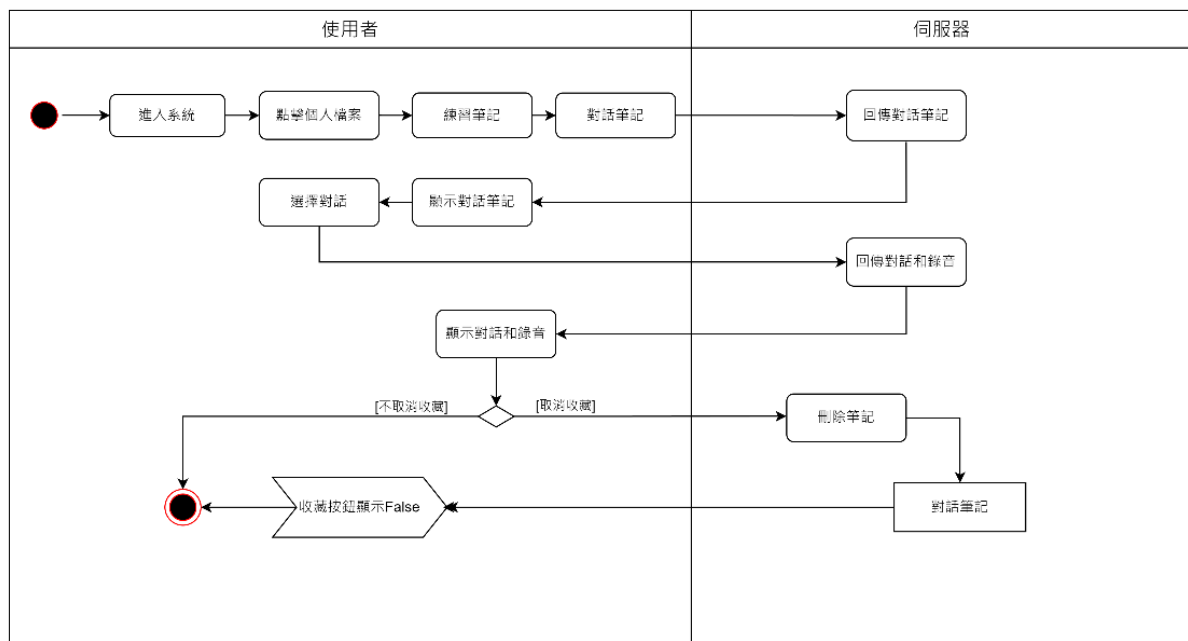 使用者
伺服器
進入系統
點擊個人檔案
練習筆記
對話筆記
回傳對話筆記
選擇對話
顯示對話筆記
回傳對話和錄音
顯示對話和錄音
[不取消收藏]
[取消收藏]
刪除筆記
收藏按鈕顯示False
對話筆記